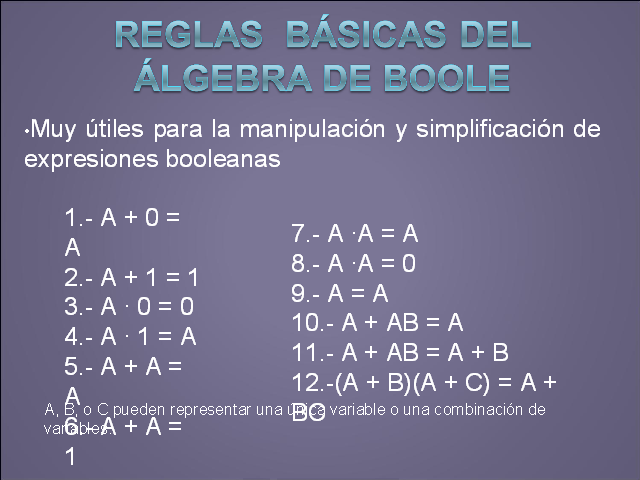 REGLAS BÁSICAS DEL
ÁLGEBRA DE BOOLE
•Muy útiles para la manipulación y simplificación de
expresiones booleanas
1.- A + 0 =
A
2.- A + 1 = 1
3.- A · 0 = 0
4.- A · 1 = A
5.- A + A =
A
6.- A + A =
1
7.- A ·A = A
8.- A ·A = 0
9.- A = A
10.- A + AB = A
11.- A + AB = A + B
12.-(A + B)(A + C) = A +
BC
A, B, o C pueden representar una única variable o una combinación de
variables.